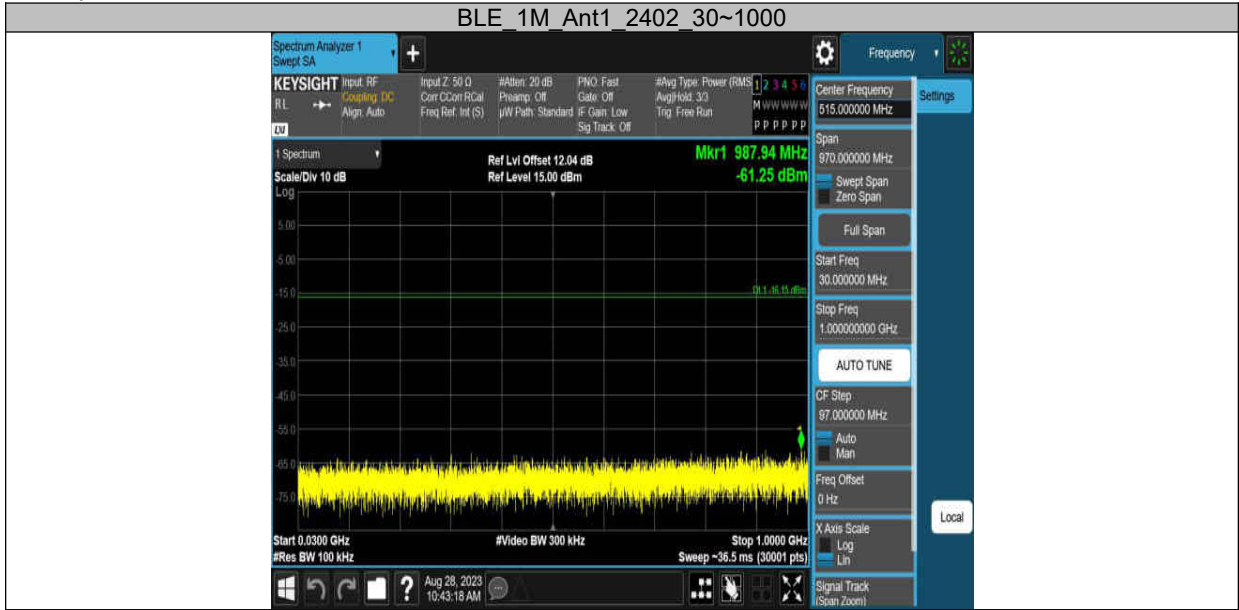 BLE_1M_Ant1_2402_30~1000
Spectrum Analyzer 1
Swept SA
Frequency
KEYSIGHT
RL
LXI
Input: RF
Coupling: DC
Align: Auto
Input Z: 50 Ω
Corr CCorr RCal
Freq Ref: Int (S)
#Atten: 20 dB
Preamp: Off
µW Path: Standard
PNO: Fast
Gate: Off
IF Gain: Low
Sig Track: Off
#Avg Type: Power (RMS
Avg|Hold: 3/3
Trig: Free Run
1 2 3 4 5 6
M W W W W W
P P P P P P
Center Frequency
515.000000 MHz
Settings
1 Spectrum
Scale/Div 10 dB
Log
Ref Lvl Offset 12.04 dB
Ref Level 15.00 dBm
Mkr1 987.94 MHz
-61.25 dBm
5.00
-5.00
-15.0
-25.0
-35.0
-45.0
-55.0
-65.0
-75.0
DL1 -16.15 dBm
1
Span
970.000000 MHz
Swept Span
Zero Span
Full Span
Start Freq
30.000000 MHz
Stop Freq
1.000000000 GHz
AUTO TUNE
CF Step
97.000000 MHz
Auto
Man
Freq Offset
0 Hz
X Axis Scale
Log
Lin
Signal Track
(Span Zoom)
Local
Start 0.0300 GHz
#Res BW 100 kHz
#Video BW 300 kHz
Stop 1.0000 GHz
Sweep ~36.5 ms (30001 pts)
?
Aug 28, 2023
10:43:18 AM